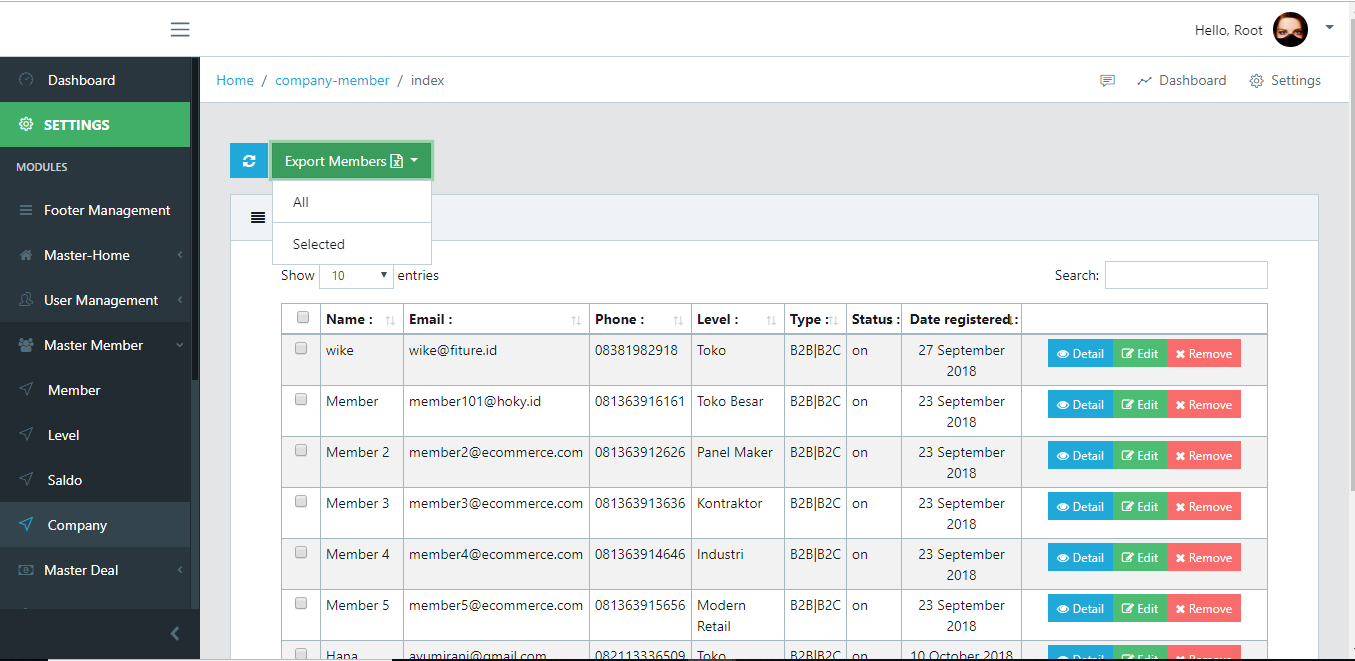 Hello, Root
Dashboard
SETTINGS
MODULES
Footer Management
Master-Home
User Management
Master Member
Member
Level
Saldo
Company
Master Deal
Home / company-member / index
Dashboard Settings
Export Members
All
Selected
Show 10 entries
Search:
Name : Email : Phone : Level : Type : Status : Date registered :
wike wike@fiture.id 08381982918 Toko B2B|B2C on 27 September Detail Edit Remove
2018
Member member101@hoky.id 081363916161 Toko Besar B2B|B2C on 23 September Detail Edit Remove
2018
Member 2 member2@ecommerce.com 081363912626 Panel Maker B2B|B2C on 23 September Detail Edit Remove
2018
Member 3 member3@ecommerce.com 081363913636 Kontraktor B2B|B2C on 23 September Detail Edit Remove
2018
Member 4 member4@ecommerce.com 081363914646 Industri B2B|B2C on 23 September Detail Edit Remove
2018
Member 5 member5@ecommerce.com 081363915656 Modern B2B|B2C on 23 September Detail Edit Remove
Retail 2018
Hana ayumirani@gmail.com 082113336509 Toko B2B|B2C on 10 October 2018 Detail Edit Remove